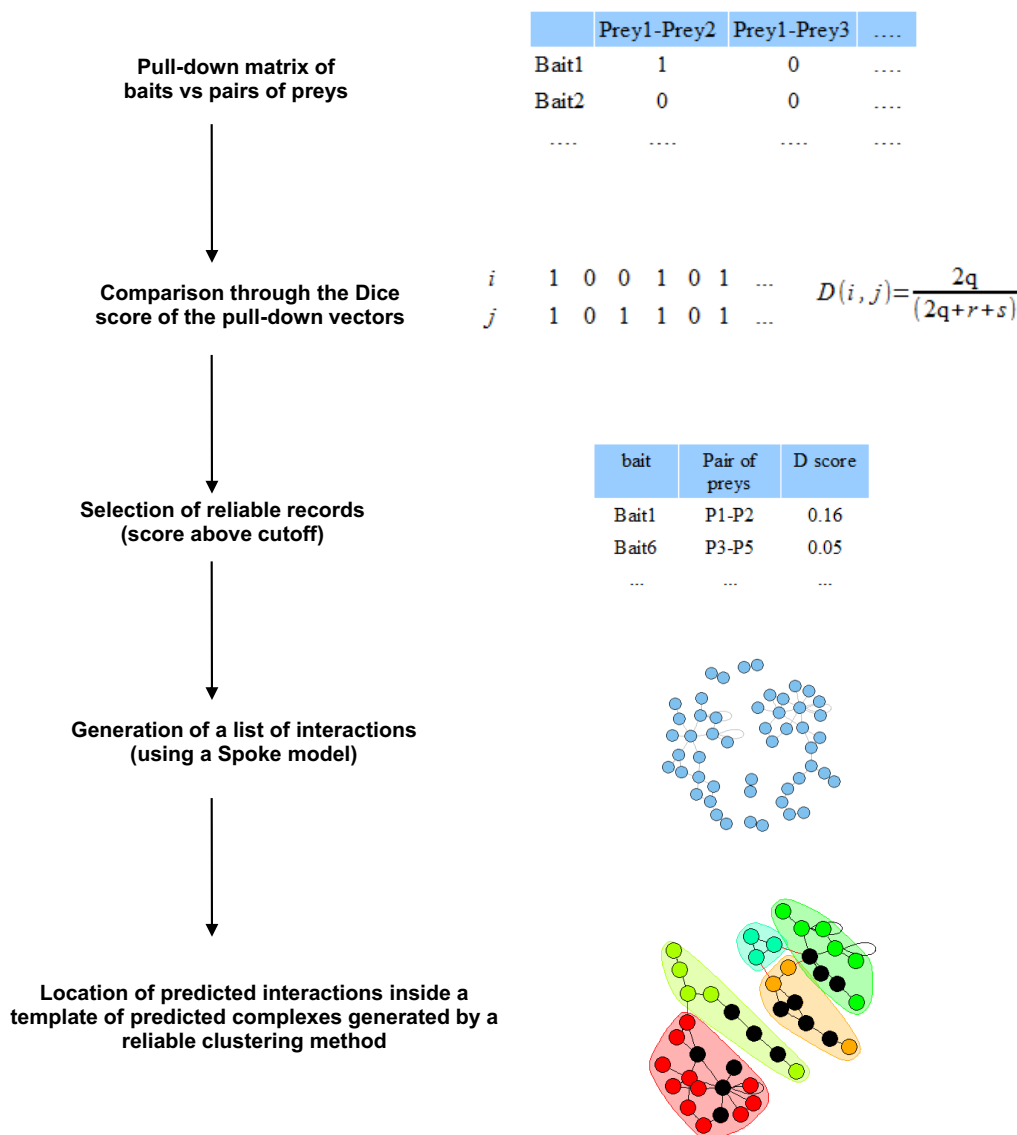 Prey1-Prey2 Prey1-Prey3 ....
Pull-down matrix of
baits vs pairs of preys
Bait1 1 0 ....
Bait2 0 0 ....
.... .... .... ....
Comparison through the Dice
score of the pull-down vectors
i 1 0 0 1 0 1 ...
j 1 0 1 1 0 1 ...
D(i,j)=2q/(2q+r+s)
bait Pair of preys D score
Selection of reliable records
(score above cutoff)
Bait1 P1-P2 0.16
Bait6 P3-P5 0.05
... ... ...
Generation of a list of interactions
(using a Spoke model)
Location of predicted interactions inside a
template of predicted complexes generated by a
reliable clustering method